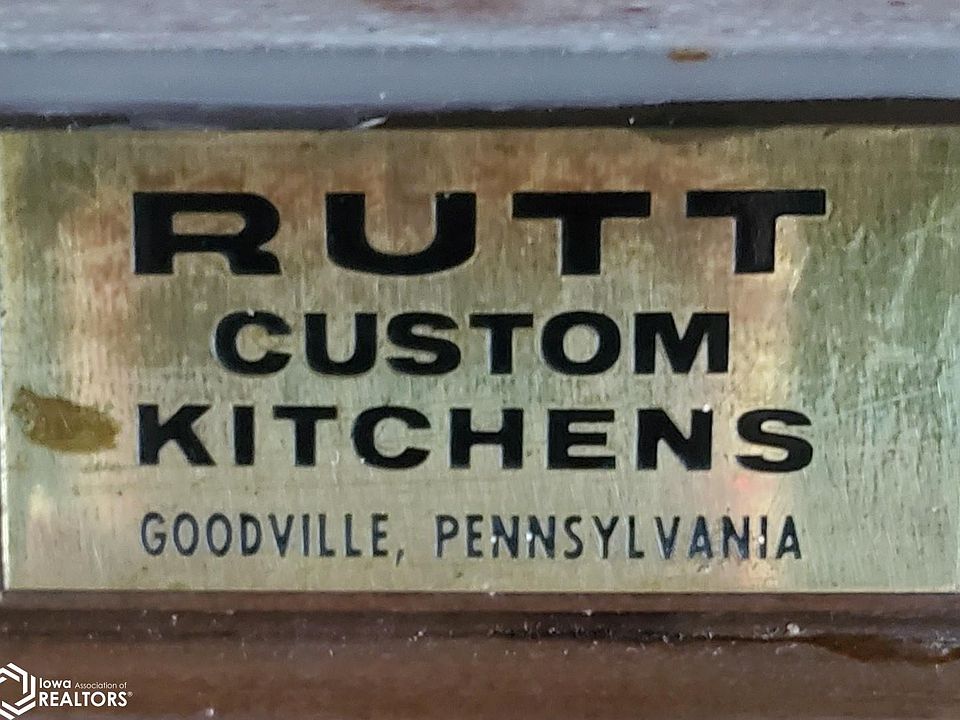 RUTT
CUSTOM
KITCHENS
GOODVILLE, PENNSYLVANIA
Iowa Association of
REALTORS®